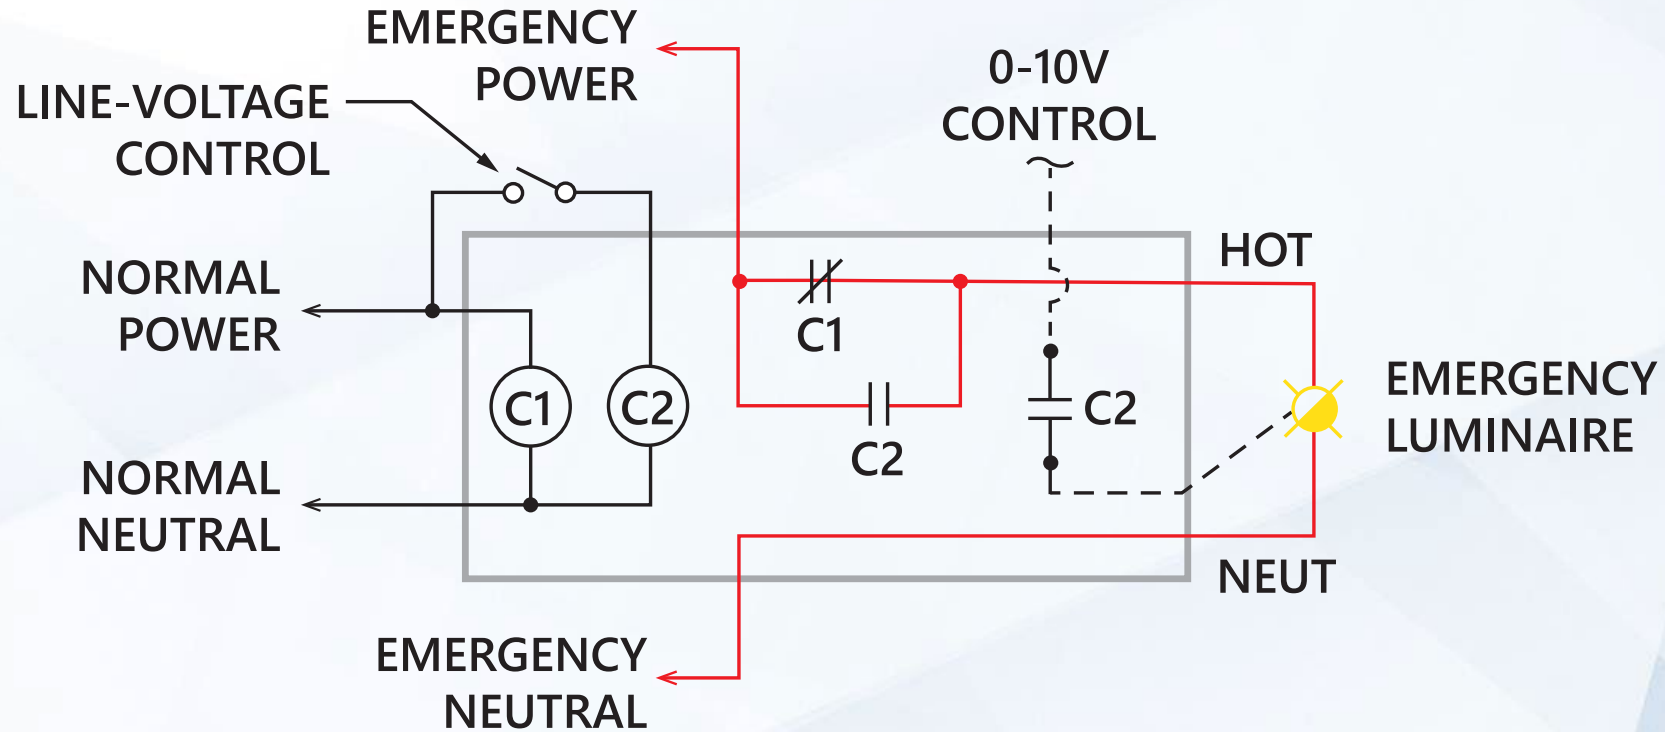 EMERGENCY
POWER
0-10V
CONTROL
LINE-VOLTAGE
CONTROL
HOT
NORMAL
POWER
C1
C1
C2
C2
C2
EMERGENCY
LUMINAIRE
NORMAL
NEUTRAL
NEUT
EMERGENCY
NEUTRAL